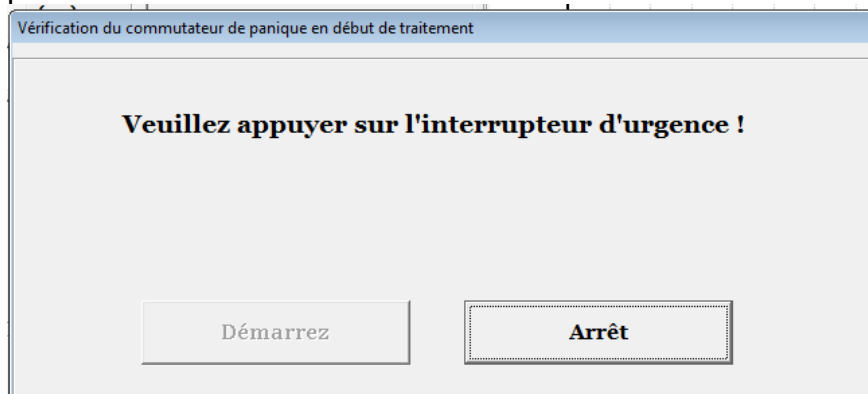 Vérification du commutateur de panique en début de traitement
Veuillez appuyer sur l'interrupteur d'urgence !
Démarrez
Arrêt